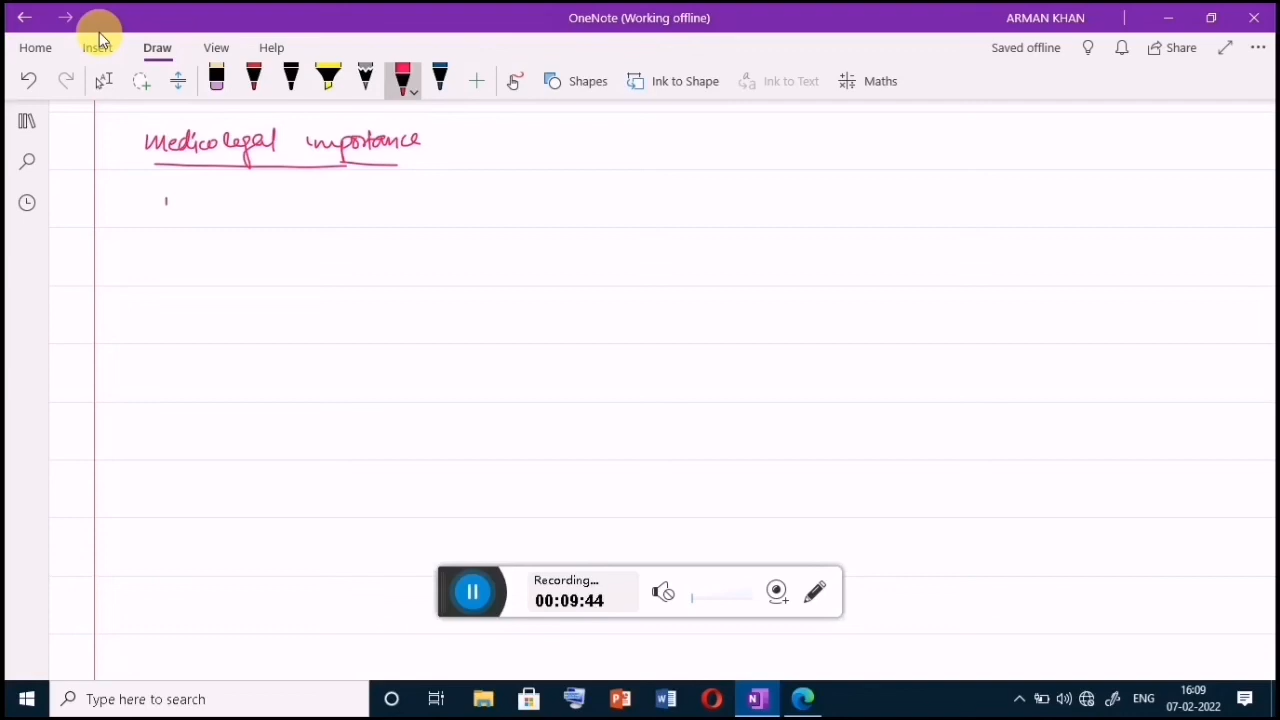 OneNote (Working offline)
ARMAN KHAN
Home Insert Draw View Help
Saved offline Share
Shapes Ink to Shape Ink to Text Maths
Medicolegal importance
Recording...
00:09:44
Type here to search
ENG
16:09
07-02-2022